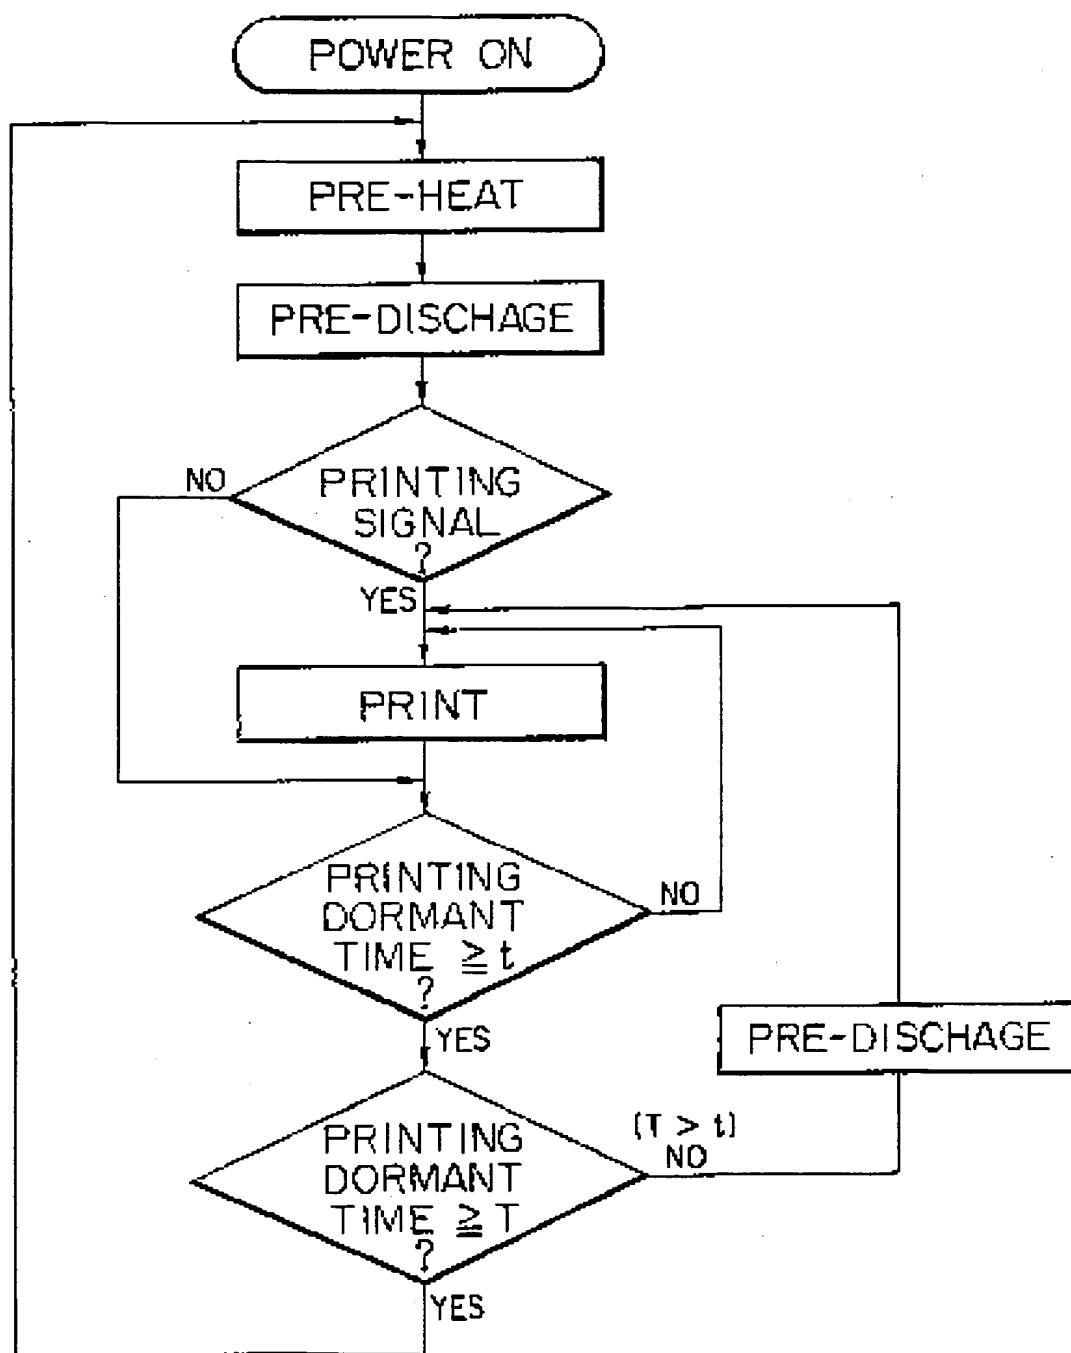 POWER ON
PRE-HEAT
PRE-DISCHAGE
NO
PRINTING
SIGNAL
?
YES
PRINT
PRINTING
DORMANT
TIME ≧ t
?
NO
YES
PRE-DISCHAGE
PRINTING
DORMANT
TIME ≧ T
?
(T > t)
NO
YES